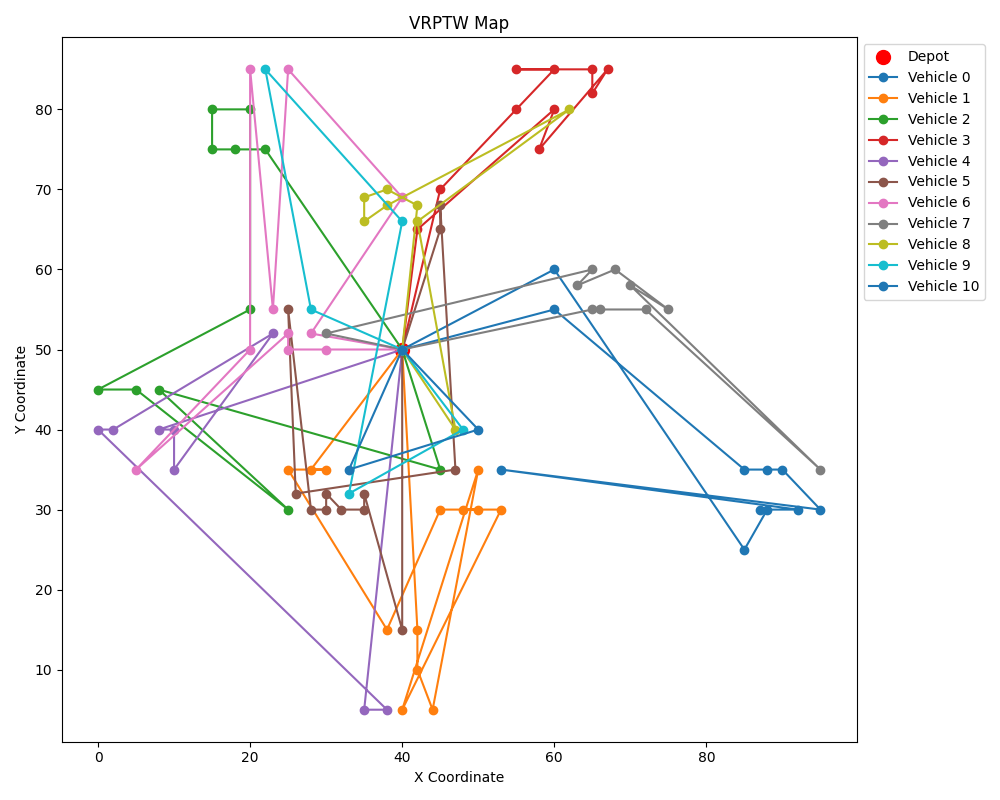 VRPTW Map
Y Coordinate
80
70
60
50
40
30
20
10
0
20
40
60
80
X Coordinate
Depot
Vehicle 0
Vehicle 1
Vehicle 2
Vehicle 3
Vehicle 4
Vehicle 5
Vehicle 6
Vehicle 7
Vehicle 8
Vehicle 9
Vehicle 10